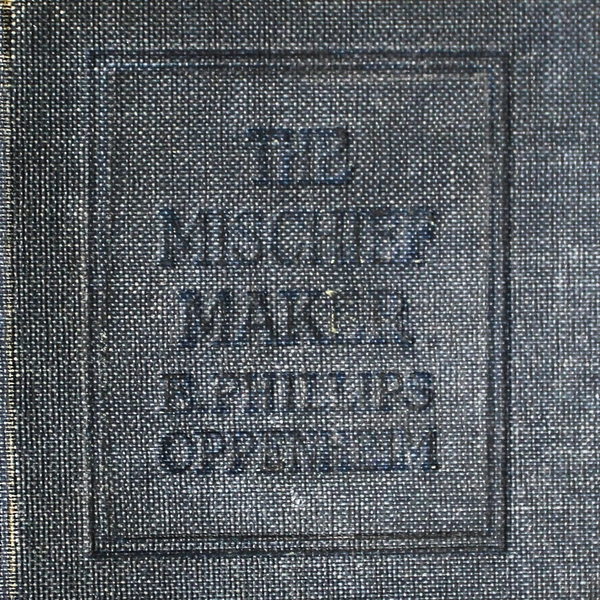 THE
MISCHIEF
MAKER
E. PHILLIPS
OPPENHEIM